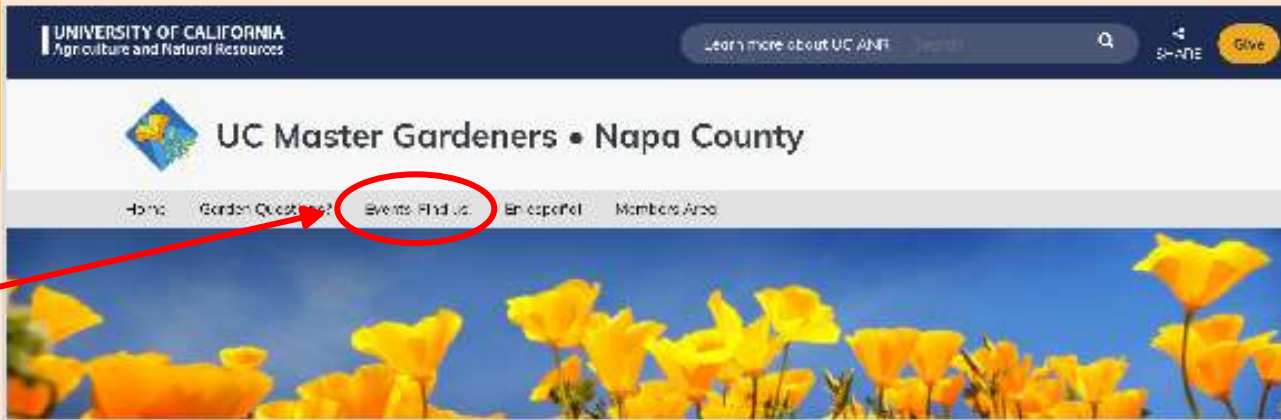 UNIVERSITY OF CALIFORNIA
Agriculture and Natural Resources
Learn more about UC ANR
Search
SHARE
Give
UC Master Gardeners • Napa County
Home Garden Questions? Events-Find us En español Members Area